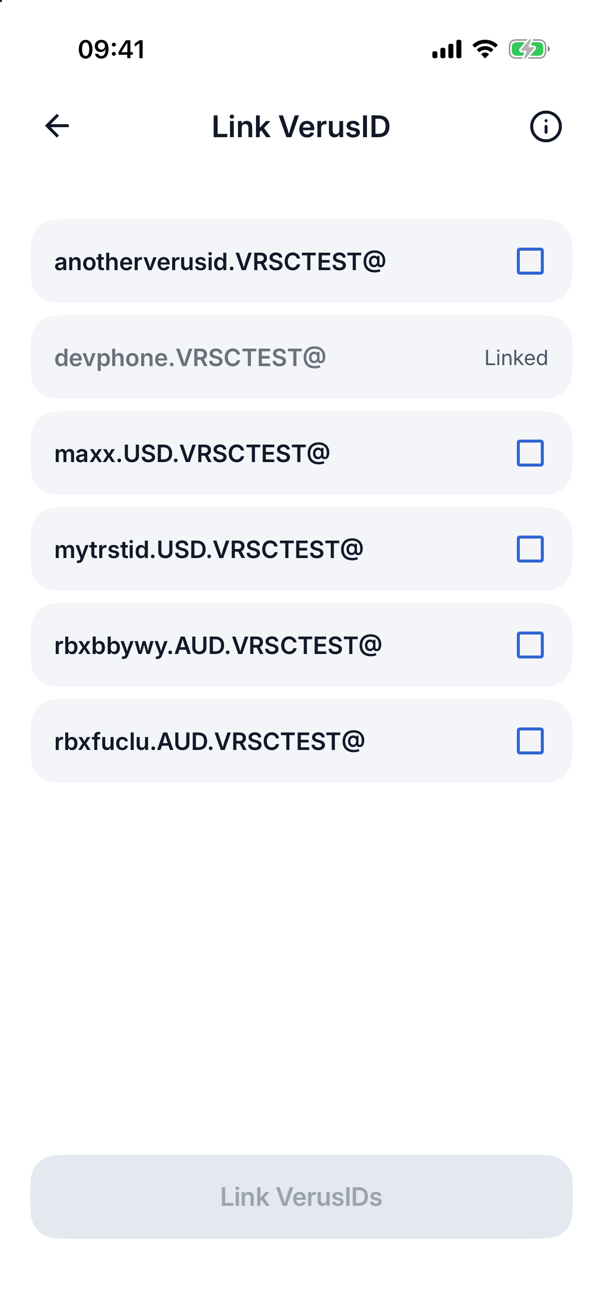 09:41
Link VerusID
anotherverusid.VRSCTEST@
devphone.VRSCTEST@ Linked
maxx.USD.VRSCTEST@
mytrstid.USD.VRSCTEST@
rbxbbywy.AUD.VRSCTEST@
rbxfuclu.AUD.VRSCTEST@
Link VerusIDs